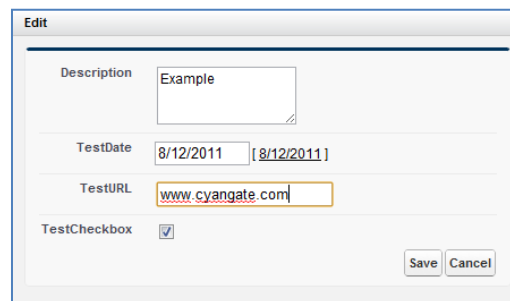 Edit
Description Example
TestDate 8/12/2011 [ 8/12/2011 ]
TestURL www.cyangate.com
TestCheckbox
Save Cancel